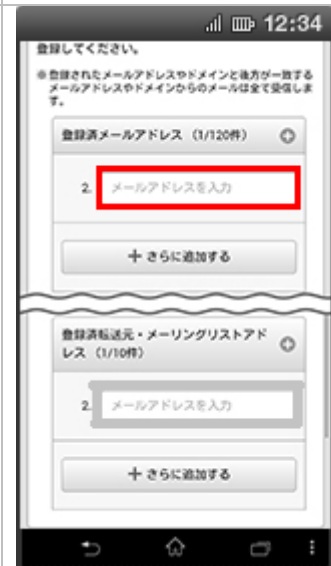 12:34
登録してください。
※登録されたメールアドレスやドメインと後方が一致する
メールアドレスやドメインからのメールは全て受信しま
す。
登録済メールアドレス（1/120件）
2. メールアドレスを入力
＋さらに追加する
登録済転送元・メーリングリストアド
レス（1/10件）
2. メールアドレスを入力
＋さらに追加する